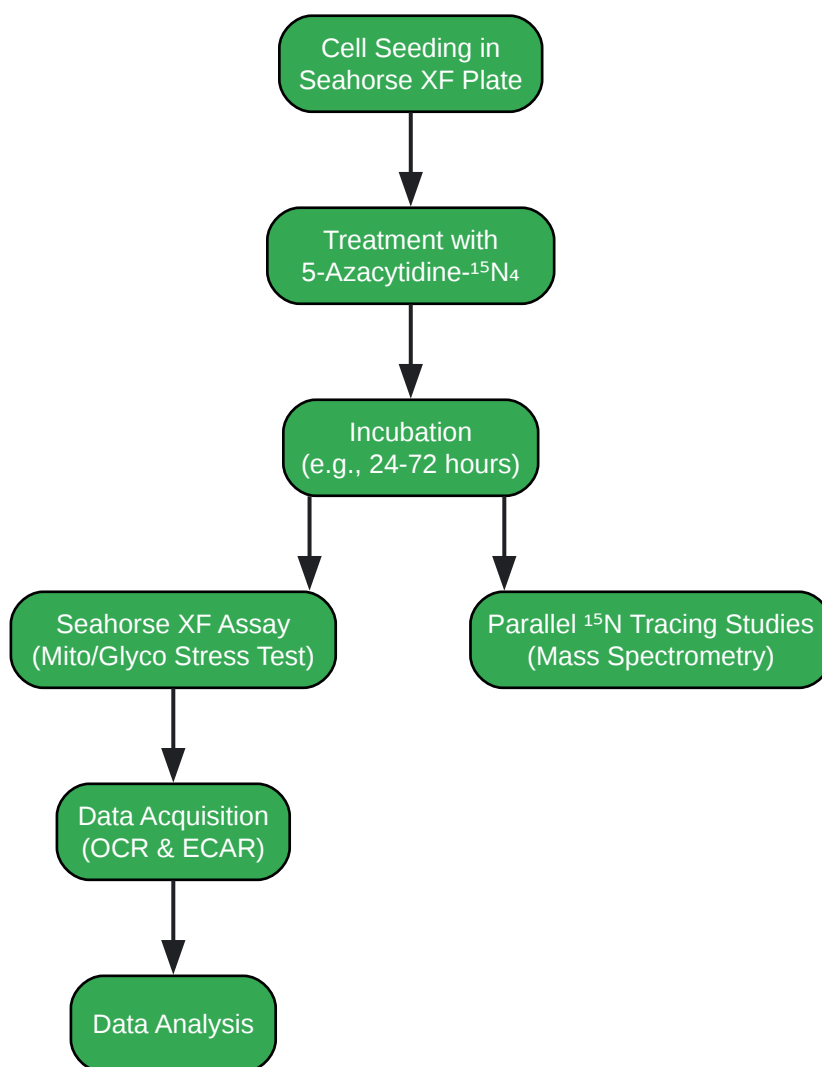 Cell Seeding in
Seahorse XF Plate
Treatment with
5-Azacytidine-¹⁵N₄
Incubation
(e.g., 24-72 hours)
Seahorse XF Assay
(Mito/Glyco Stress Test)
Parallel ¹⁵N Tracing Studies
(Mass Spectrometry)
Data Acquisition
(OCR & ECAR)
Data Analysis